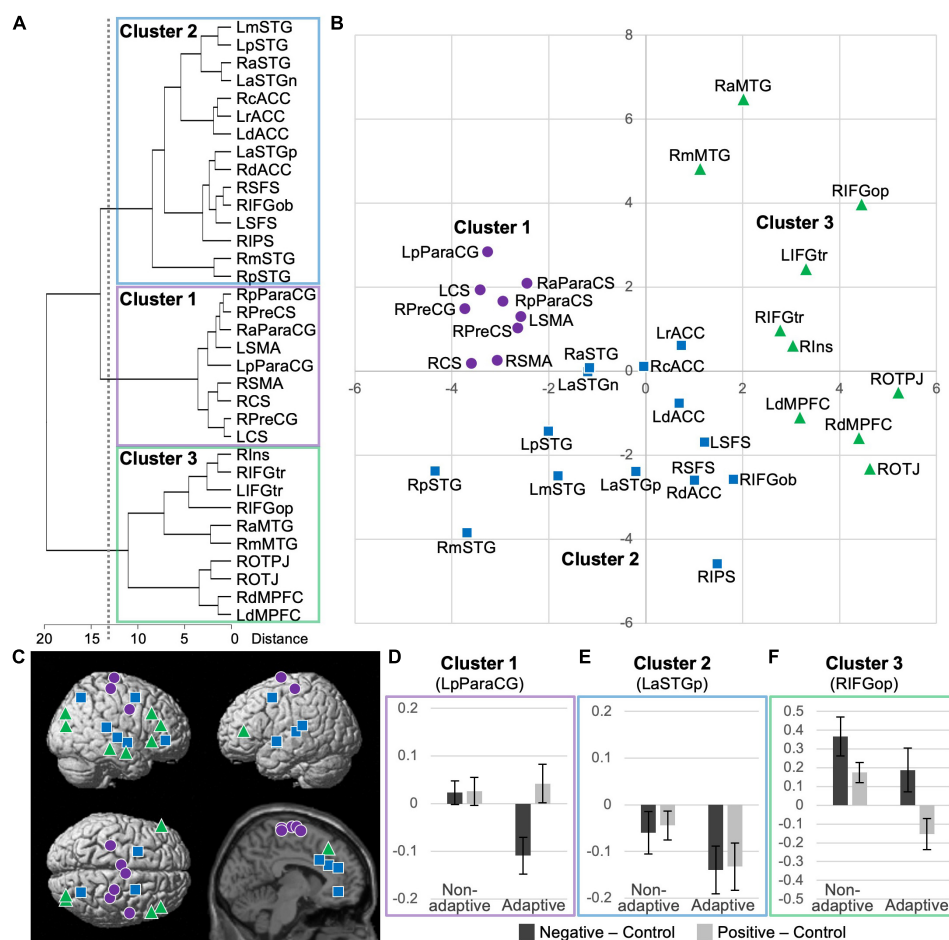 A
Cluster 2
LmSTG
LpSTG
RaSTG
LaSTGn
RcACC
LrACC
LdACC
LaSTGp
RdACC
RSFS
RIFGob
LSFS
RIPS
RmSTG
RpSTG
Cluster 1
RpParaCG
RPreCS
RaParaCG
LSMA
LpParaCG
RSMA
RCS
RPreCG
LCS
Cluster 3
RIns
RIFGtr
LIFGtr
RIFGop
RaMTG
RmMTG
ROTPJ
ROTJ
RdMPFC
LdMPFC
20 15 10 5 0 Distance
B
8
6
4
2
0
-2
-4
-6
-6 -4 -2 0 2 4 6
RaMTG
RmMTG
RIFGop
Cluster 3
Cluster 1
LIFGtr
LpParaCG
LCS
RaParaCS
RPreCG
RpParaCS
LSMA
RPreCS
RIFGtr
RIns
LrACC
RCS
RSMA
RaSTG
RcACC
LaSTGn
ROTPJ
LdMPFC
LdACC
RdMPFC
LpSTG
LSFS
RpSTG
LmSTG
LaSTGp
RSFS
RdACC
RIFGob
ROTJ
RmSTG
Cluster 2
RIPS
C
D
Cluster 1
(LpParaCG)
0.2
0.1
0
-0.1
-0.2
Non-
adaptive
Adaptive
E
Cluster 2
(LaSTGp)
0.2
0.1
0
-0.1
-0.2
Non-
adaptive
Adaptive
F
Cluster 3
(RIFGop)
0.5
0.4
0.3
0.2
0.1
0
-0.1
-0.2
-0.3
-0.4
-0.5
Non-
adaptive
Adaptive
Negative – Control
Positive – Control